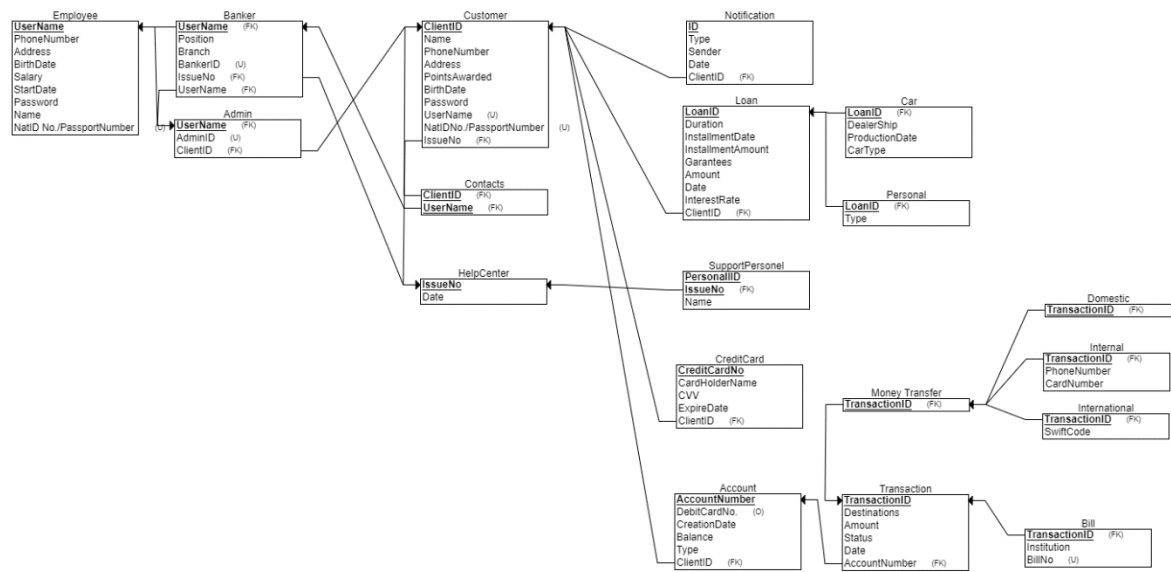 Employee
UserName
PhoneNumber
Address
BirthDate
Salary
StartDate
Password
Name
NatID No./PassportNumber (U)
Banker
UserName (FK)
Position
Branch
BankerID (U)
IssueNo (FK)
UserName (FK)
Admin
UserName (FK)
AdminID (U)
ClientID (FK)
Customer
ClientID
Name
PhoneNumber
Address
PointsAwarded
BirthDate
Password
UserName (U)
NatIDNo./PassportNumber (U)
IssueNo (FK)
Contacts
ClientID (FK)
UserName (FK)
HelpCenter
IssueNo
Date
Notification
ID
Type
Sender
Date
ClientID (FK)
Loan
LoanID
Duration
InstallmentDate
InstallmentAmount
Garantees
Amount
Date
InterestRate
ClientID (FK)
Car
LoanID (FK)
DealerShip
ProductionDate
CarType
Personal
LoanID (FK)
Type
SupportPersonel
PersonalIID
IssueNo (FK)
Name
CreditCard
CreditCardNo
CardHolderName
CVV
ExpireDate
ClientID (FK)
Account
AccountNumber
DebitCardNo. (O)
CreationDate
Balance
Type
ClientID (FK)
Money Transfer
TransactionID (FK)
Transaction
TransactionID
Destinations
Amount
Status
Date
AccountNumber (FK)
Domestic
TransactionID (FK)
Internal
TransactionID (FK)
PhoneNumber
CardNumber
International
TransactionID (FK)
SwiftCode
Bill
TransactionID (FK)
Institution
BillNo (U)